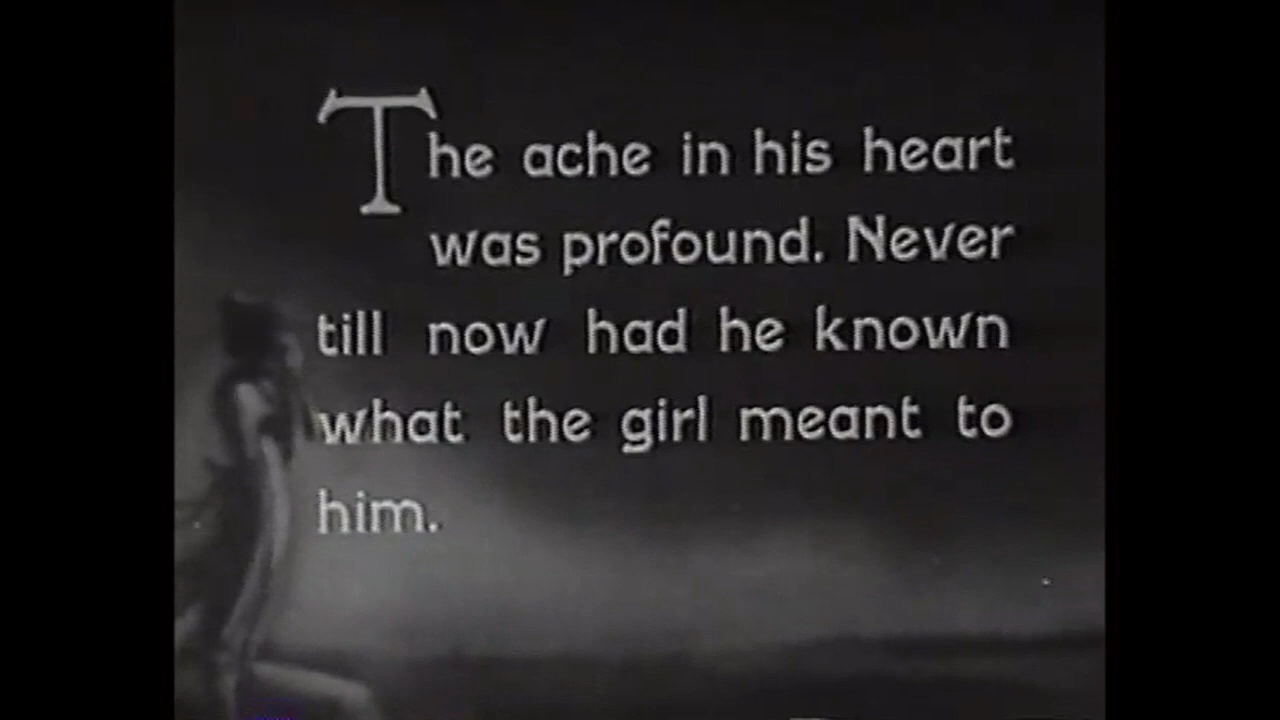 The ache in his heart
was profound. Never
till now had he known
what the girl meant to
him.